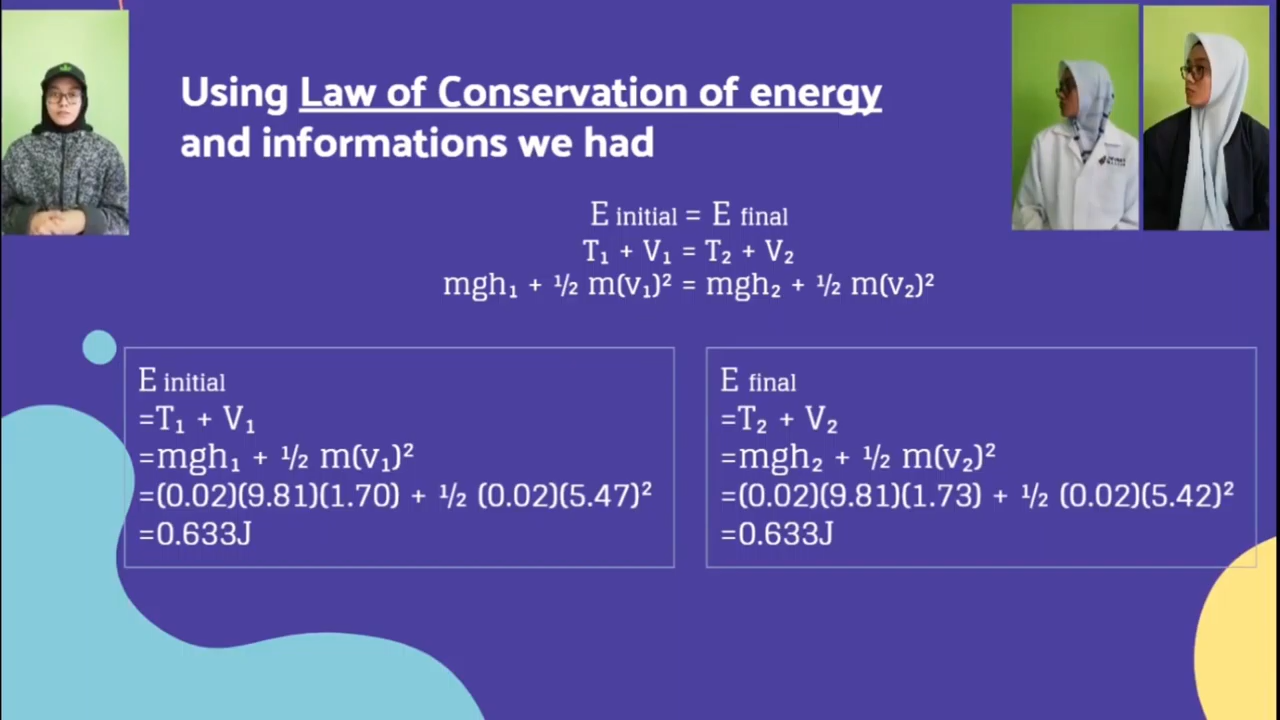 Using Law of Conservation of energy
and informations we had
E initial = E final
T₁ + V₁ = T₂ + V₂
mgh₁ + ½ m(v₁)² = mgh₂ + ½ m(v₂)²
E initial
=T₁ + V₁
=mgh₁ + ½ m(v₁)²
=(0.02)(9.81)(1.70) + ½ (0.02)(5.47)²
=0.633J
E final
=T₂ + V₂
=mgh₂ + ½ m(v₂)²
=(0.02)(9.81)(1.73) + ½ (0.02)(5.42)²
=0.633J